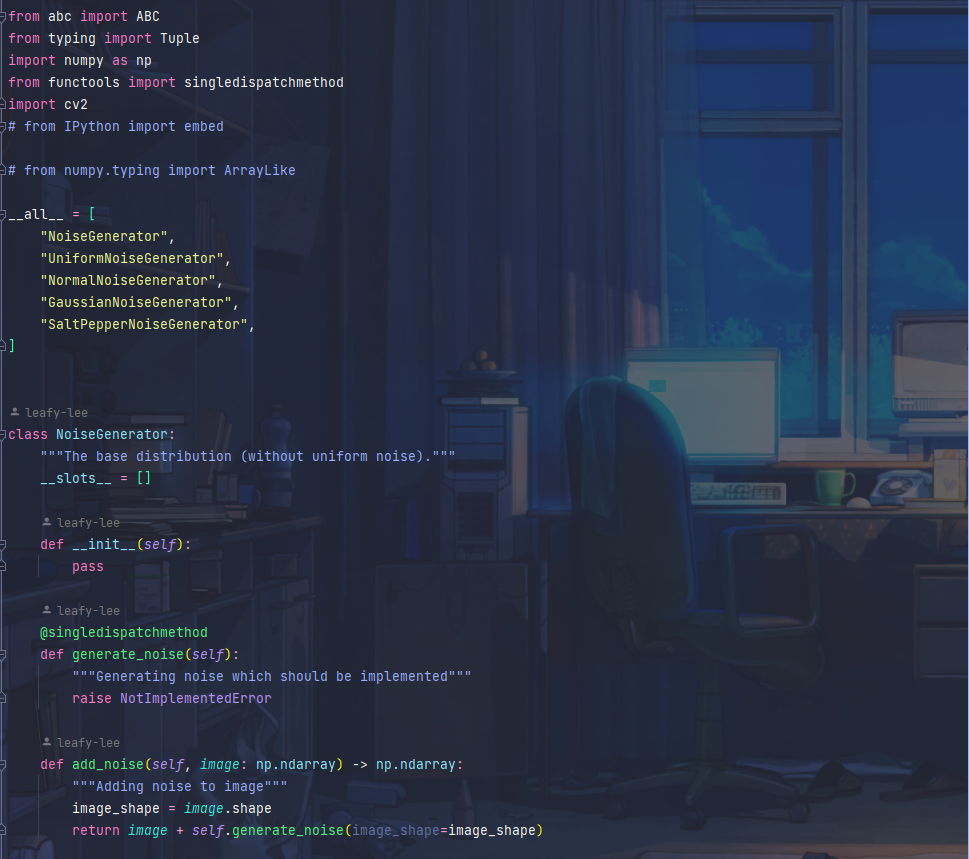 from abc import ABC
from typing import Tuple
import numpy as np
from functools import singledispatchmethod
import cv2
# from IPython import embed
# from numpy.typing import ArrayLike
__all__ = [
    "NoiseGenerator",
    "UniformNoiseGenerator",
    "NormalNoiseGenerator",
    "GaussianNoiseGenerator",
    "SaltPepperNoiseGenerator",
]
leafy-lee
class NoiseGenerator:
    """The base distribution (without uniform noise)."""
    __slots__ = []
    leafy-lee
    def __init__(self):
        pass
    leafy-lee
    @singledispatchmethod
    def generate_noise(self):
        """Generating noise which should be implemented"""
        raise NotImplementedError
    leafy-lee
    def add_noise(self, image: np.ndarray) -> np.ndarray:
        """Adding noise to image"""
        image_shape = image.shape
        return image + self.generate_noise(image_shape=image_shape)